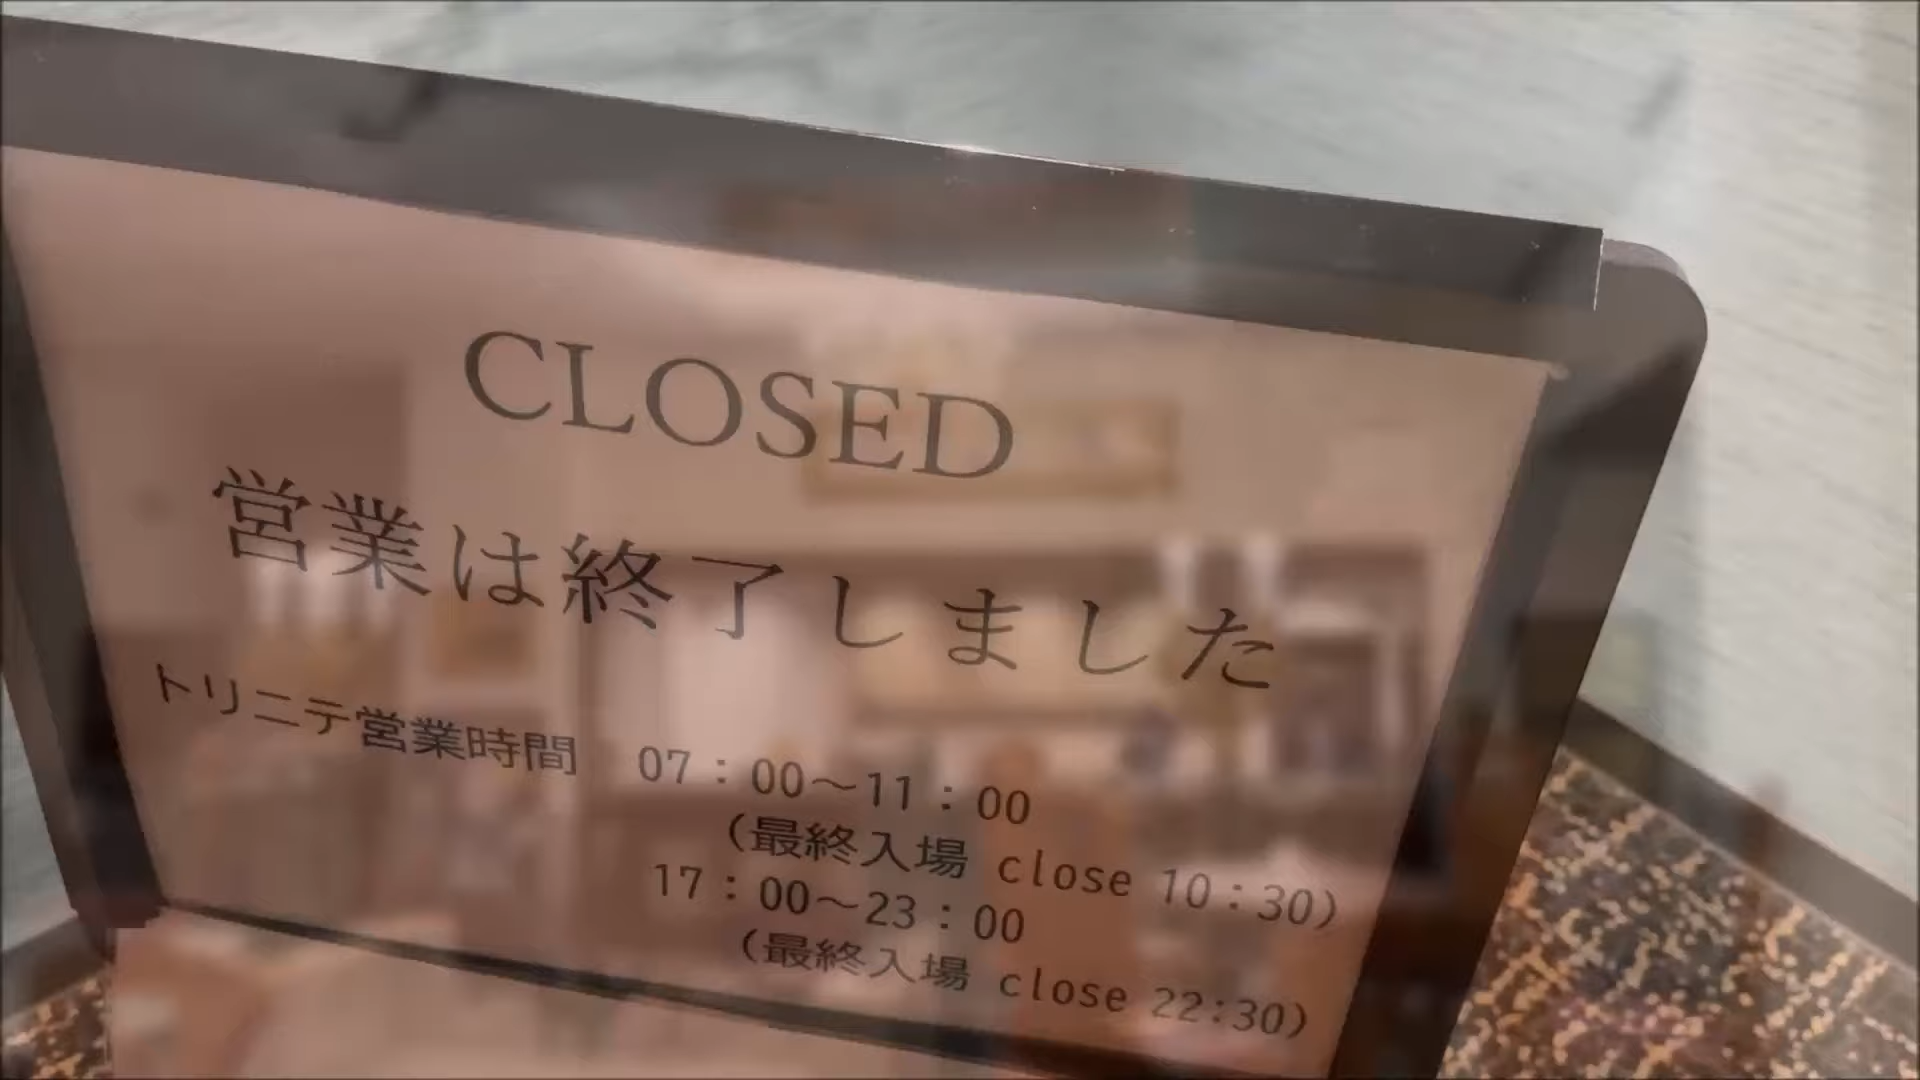 CLOSED
営業は終了しました
トリニテ営業時間 07：00～11：00
（最終入場 close 10：30）
17：00～23：00
（最終入場 close 22:30）